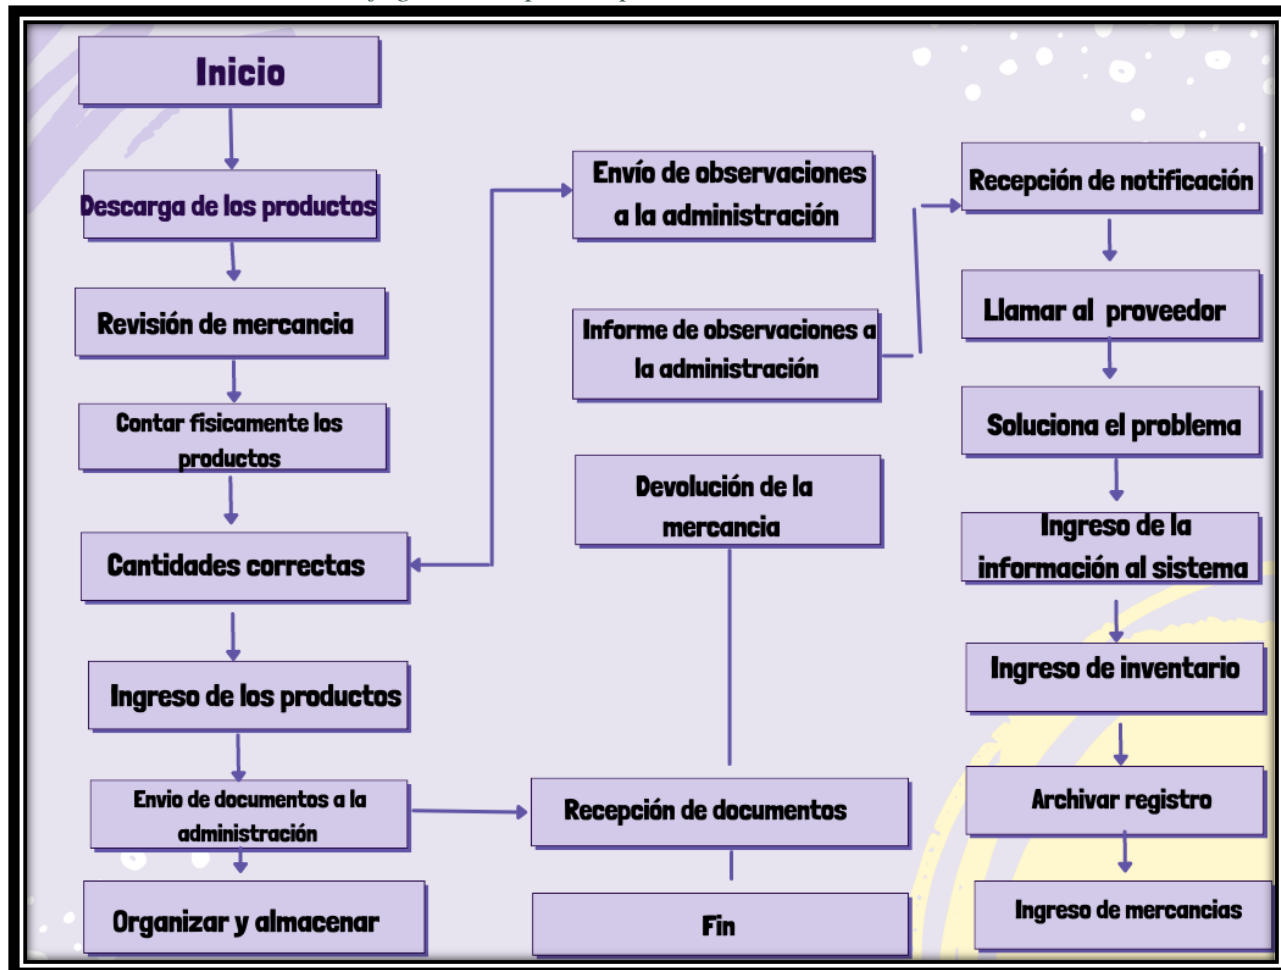 Inicio
Descarga de los productos
Revisión de mercancia
Contar fisicamente los
productos
Cantidades correctas
Ingreso de los productos
Envio de documentos a la
administración
Organizar y almacenar
Envío de observaciones
a la administración
Informe de observaciones a
la administración
Devolución de la
mercancia
Recepción de documentos
Fin
Recepción de notificación
Llamar al proveedor
Soluciona el problema
Ingreso de la
información al sistema
Ingreso de inventario
Archivar registro
Ingreso de mercancias